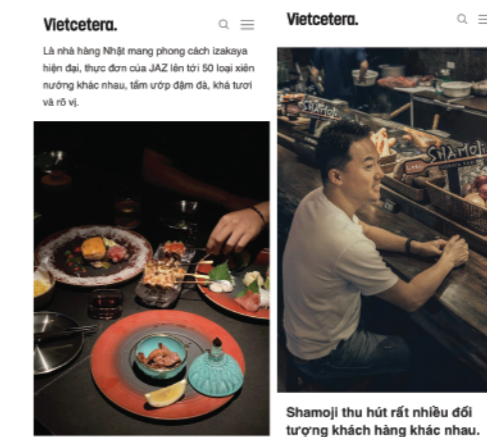 Vietcetera.
Là nhà hàng Nhật mang phong cách izakaya
hiện đại, thực đơn của JAZ lên tới 50 loại xiên
nướng khác nhau, tẩm ướp đậm đà, khá tươi
và rõ vị.
Vietcetera.
SHAMOJI
SHAMOJI
Shamoji thu hút rất nhiều đối
tượng khách hàng khác nhau.